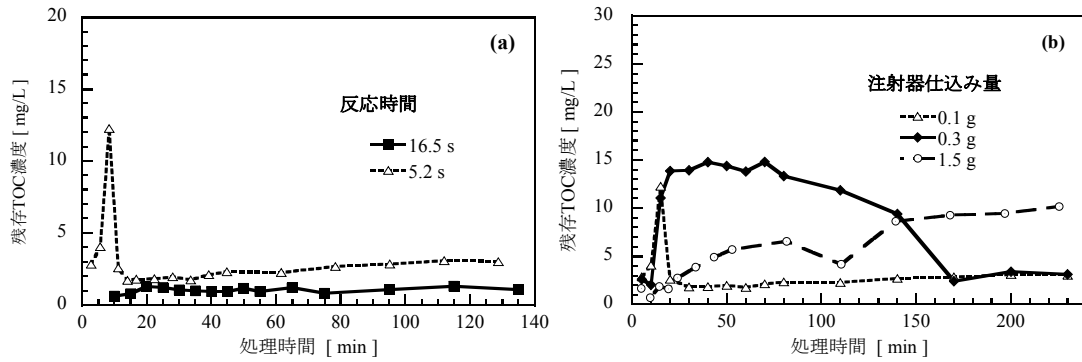 20
15
10
5
0
残存TOC濃度 [ mg/L ]
(a)
反応時間
16.5 s
5.2 s
0 20 40 60 80 100 120 140
処理時間 [ min ]
30
25
20
15
10
5
0
残存TOC濃度 [ mg/L ]
(b)
注射器仕込み量
0.1 g
0.3 g
1.5 g
0 50 100 150 200
処理時間 [ min ]